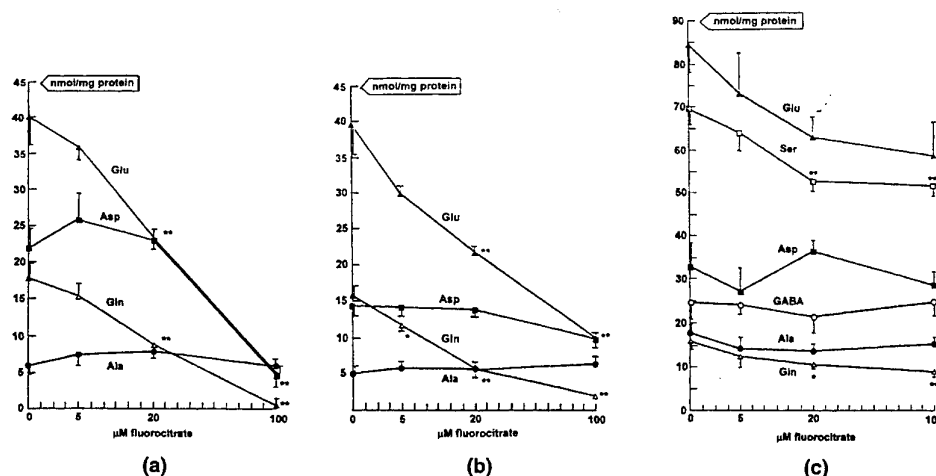 nmol/mg protein
45
40
35
30
25
20
15
10
5
0
Glu
Asp
**
Gln
**
Ala
**
**
0 5 20 100
µM fluorocitrate
(a)
nmol/mg protein
45
40
35
30
25
20
15
10
5
0
Glu
**
Asp
**
Gln
*
Ala
**
**
0 5 20 100
µM fluorocitrate
(b)
nmol/mg protein
90
80
70
60
50
40
30
20
10
0
Glu
Ser
**
**
Asp
GABA
Ala
Gln
*
**
0 5 20 100
µM fluorocitrate
(c)